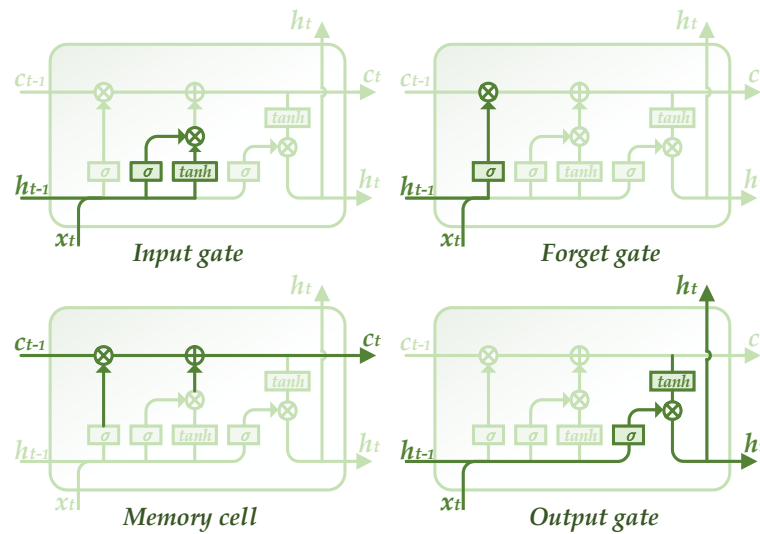 ht
ct-1
ct
tanh
σ
σ
tanh
σ
ht-1
ht
xt
Input gate
ht
ct-1
c
tanh
σ
σ
tanh
σ
ht-1
h
xt
Forget gate
ht
ct-1
ct
tanh
σ
σ
tanh
σ
ht-1
ht
xt
Memory cell
ht
ct-1
c
tanh
σ
σ
tanh
σ
ht-1
h
xt
Output gate